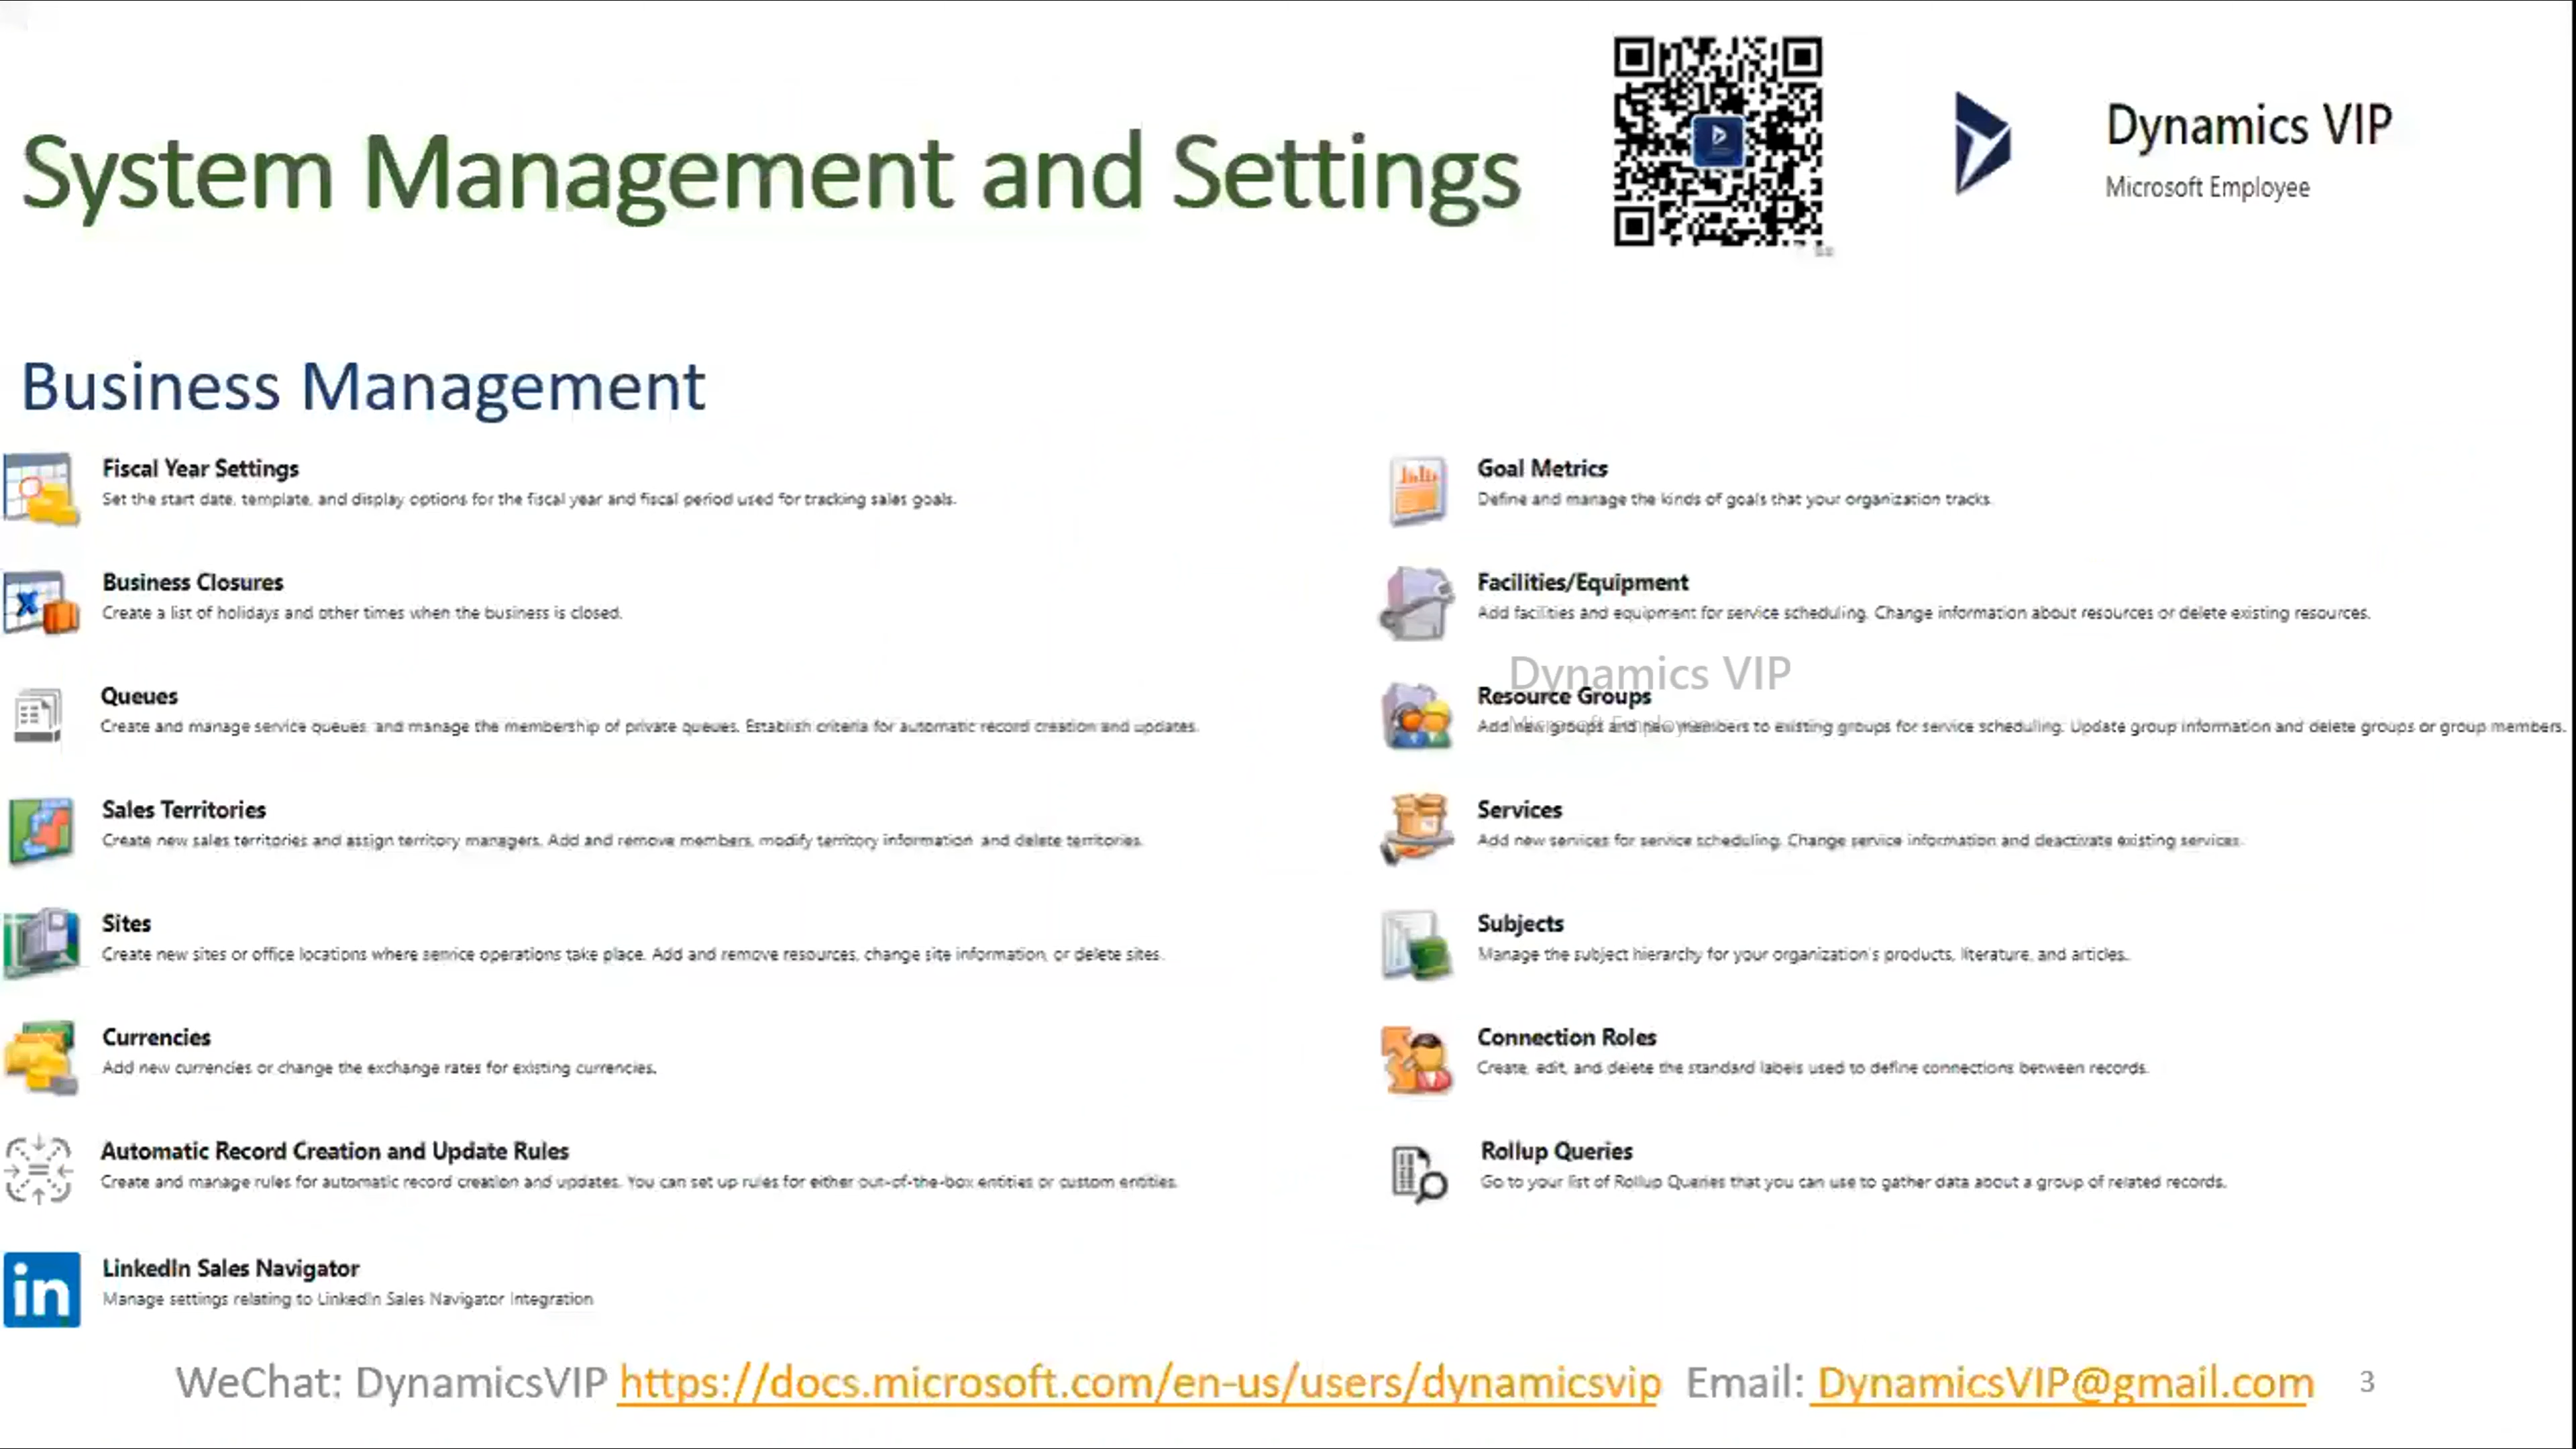 System Management and Settings
Dynamics VIP
Microsoft Employee
Business Management
Fiscal Year Settings
Set the start date, template, and display options for the fiscal year and fiscal period used for tracking sales goals.
Business Closures
Create a list of holidays and other times when the business is closed.
Queues
Create and manage service queues, and manage the membership of private queues. Establish criteria for automatic record creation and updates.
Sales Territories
Create new sales territories and assign territory managers. Add and remove members, modify territory information and delete territories.
Sites
Create new sites or office locations where service operations take place. Add and remove resources, change site information, or delete sites.
Currencies
Add new currencies or change the exchange rates for existing currencies.
Automatic Record Creation and Update Rules
Create and manage rules for automatic record creation and updates. You can set up rules for either out-of-the-box entities or custom entities.
LinkedIn Sales Navigator
Manage settings relating to LinkedIn Sales Navigator Integration
Goal Metrics
Define and manage the kinds of goals that your organization tracks.
Facilities/Equipment
Add facilities and equipment for service scheduling. Change information about resources or delete existing resources.
Dynamics VIP
Resource Groups
Microsoft Employee
Add new groups and new members to existing groups for service scheduling. Update group information and delete groups or group members.
Services
Add new services for service scheduling. Change service information and deactivate existing services.
Subjects
Manage the subject hierarchy for your organization's products, literature, and articles.
Connection Roles
Create, edit, and delete the standard labels used to define connections between records.
Rollup Queries
Go to your list of Rollup Queries that you can use to gather data about a group of related records.
WeChat: DynamicsVIP https://docs.microsoft.com/en-us/users/dynamicsvip Email: DynamicsVIP@gmail.com 3